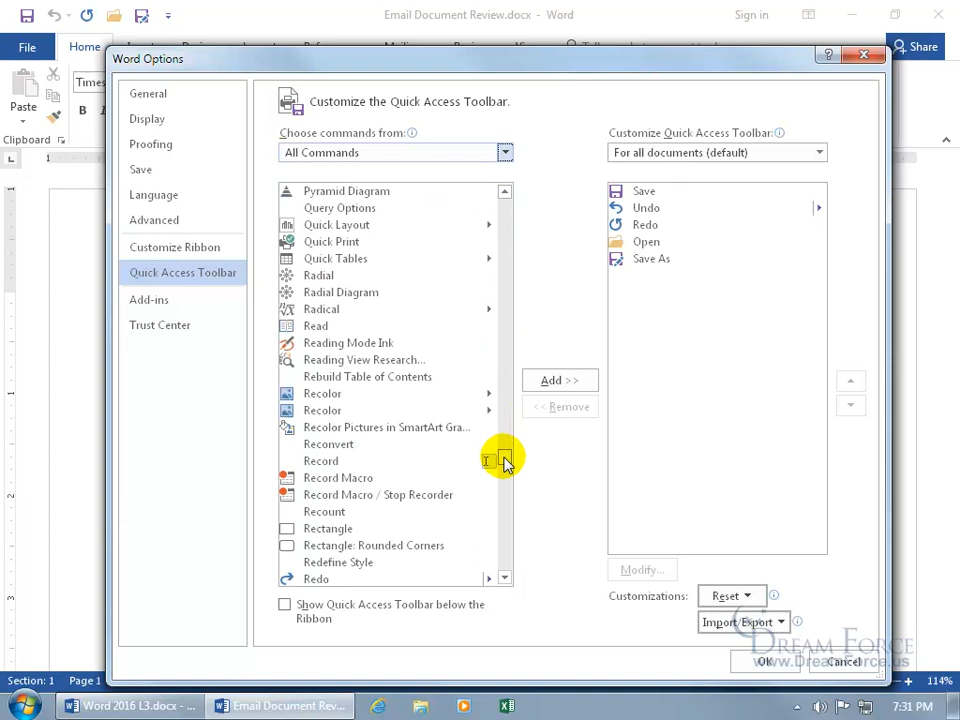 Email Document Review.docx - Word
Sign in
File
Home
Share
Paste
Times
B
Clipboard
Word Options
General
Display
Proofing
Save
Language
Advanced
Customize Ribbon
Quick Access Toolbar
Add-ins
Trust Center
Customize the Quick Access Toolbar.
Choose commands from:
All Commands
Pyramid Diagram
Query Options
Quick Layout
Quick Print
Quick Tables
Radial
Radial Diagram
Radical
Read
Reading Mode Ink
Reading View Research...
Rebuild Table of Contents
Recolor
Recolor
Recolor Pictures in SmartArt Gra...
Reconvert
Record
Record Macro
Record Macro / Stop Recorder
Recount
Rectangle
Rectangle: Rounded Corners
Redefine Style
Redo
Show Quick Access Toolbar below the
Ribbon
Add >>
<< Remove
Customize Quick Access Toolbar:
For all documents (default)
Save
Undo
Redo
Open
Save As
Modify...
Customizations:
Reset
Import/Export
OK
Cancel
DREAM FORCE
www.DreamForce.us
Section: 1
Page 1
114%
Word 2016 L3.docx - ...
Email Document Rev...
7:31 PM